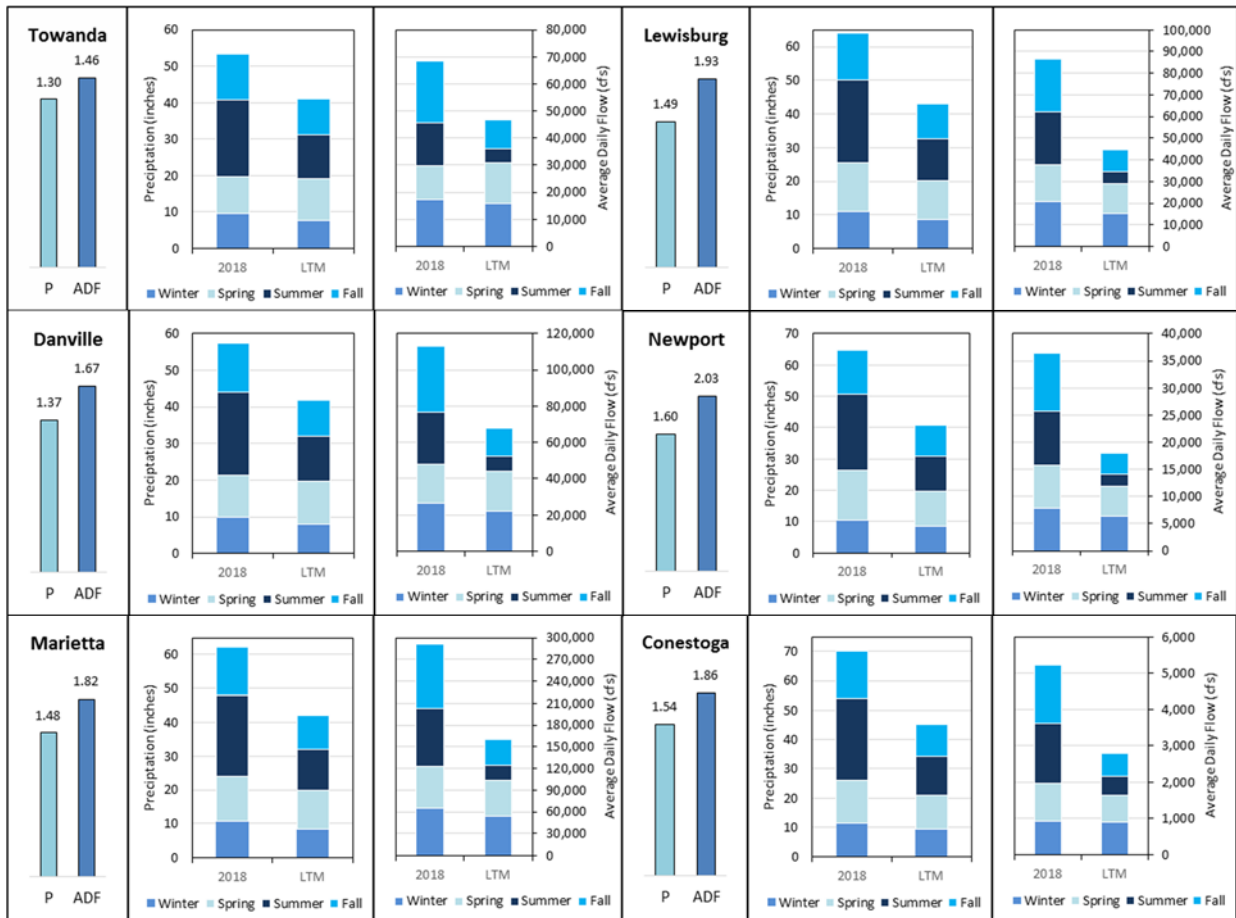 Towanda
1.30
1.46
P ADF
Preciptation (inches)
60
50
40
30
20
10
0
2018 LTM
Winter Spring Summer Fall
80,000
70,000
60,000
50,000
40,000
30,000
20,000
10,000
0
Average Daily Flow (cfs)
2018 LTM
Winter Spring Summer Fall
Lewisburg
1.49
1.93
P ADF
Preciptation (inches)
60
50
40
30
20
10
0
2018 LTM
Winter Spring Summer Fall
100,000
90,000
80,000
70,000
60,000
50,000
40,000
30,000
20,000
10,000
0
Average Daily Flow (cfs)
2018 LTM
Winter Spring Summer Fall
Danville
1.37
1.67
P ADF
Preciptation (inches)
60
50
40
30
20
10
0
2018 LTM
Winter Spring Summer Fall
120,000
100,000
80,000
60,000
40,000
20,000
0
Average Daily Flow (cfs)
2018 LTM
Winter Spring Summer Fall
Newport
1.60
2.03
P ADF
Preciptation (inches)
70
60
50
40
30
20
10
0
2018 LTM
Winter Spring Summer Fall
40,000
35,000
30,000
25,000
20,000
15,000
10,000
5,000
0
Average Daily Flow (cfs)
2018 LTM
Winter Spring Summer Fall
Marietta
1.48
1.82
P ADF
Preciptation (inches)
60
50
40
30
20
10
0
2018 LTM
Winter Spring Summer Fall
300,000
270,000
240,000
210,000
180,000
150,000
120,000
90,000
60,000
30,000
0
Average Daily Flow (cfs)
2018 LTM
Winter Spring Summer Fall
Conestoga
1.54
1.86
P ADF
Preciptation (inches)
70
60
50
40
30
20
10
0
2018 LTM
Winter Spring Summer Fall
6,000
5,000
4,000
3,000
2,000
1,000
0
Average Daily Flow (cfs)
2018 LTM
Winter Spring Summer Fall